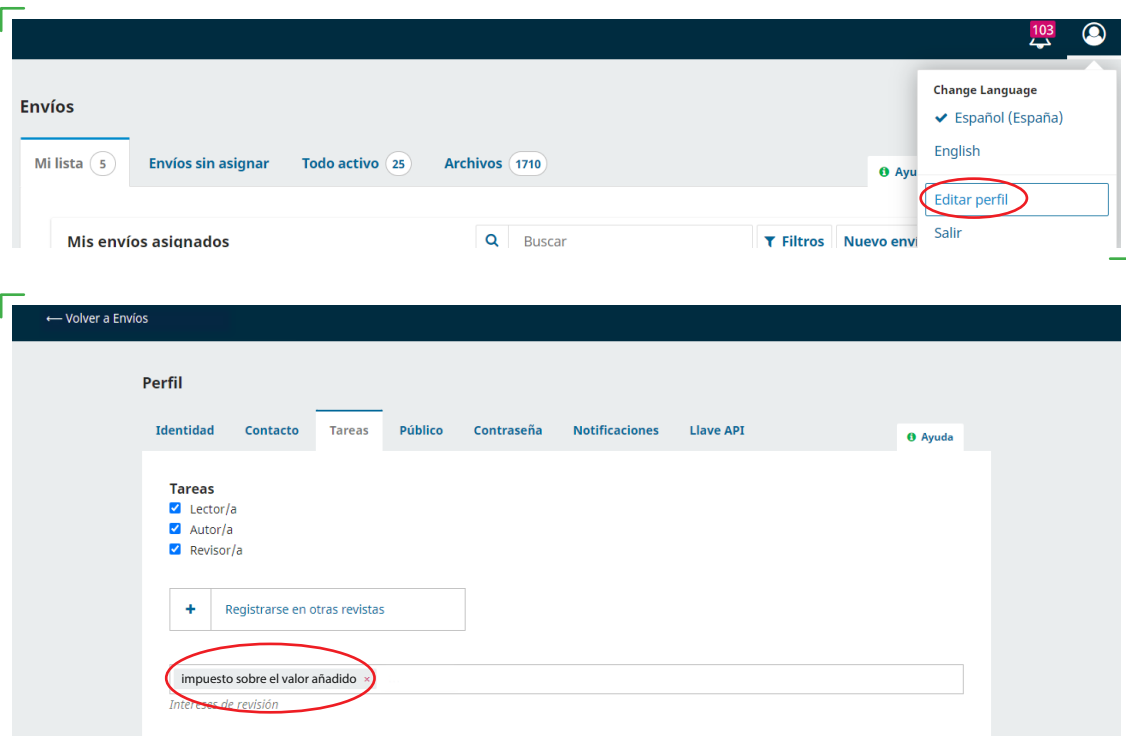 103
Change Language
Envíos
Español (España)
Mi lista 5 Envíos sin asignar Todo activo 25 Archivos 1710
English
Ayu
Editar perfil
Mis envíos asignados Buscar Filtros Nuevo enví
Salir
← Volver a Envíos
Perfil
Identidad Contacto Tareas Público Contraseña Notificaciones Llave API
Ayuda
Tareas
Lector/a
Autor/a
Revisor/a
+ Registrarse en otras revistas
impuesto sobre el valor añadido ×
Intereses de revisión